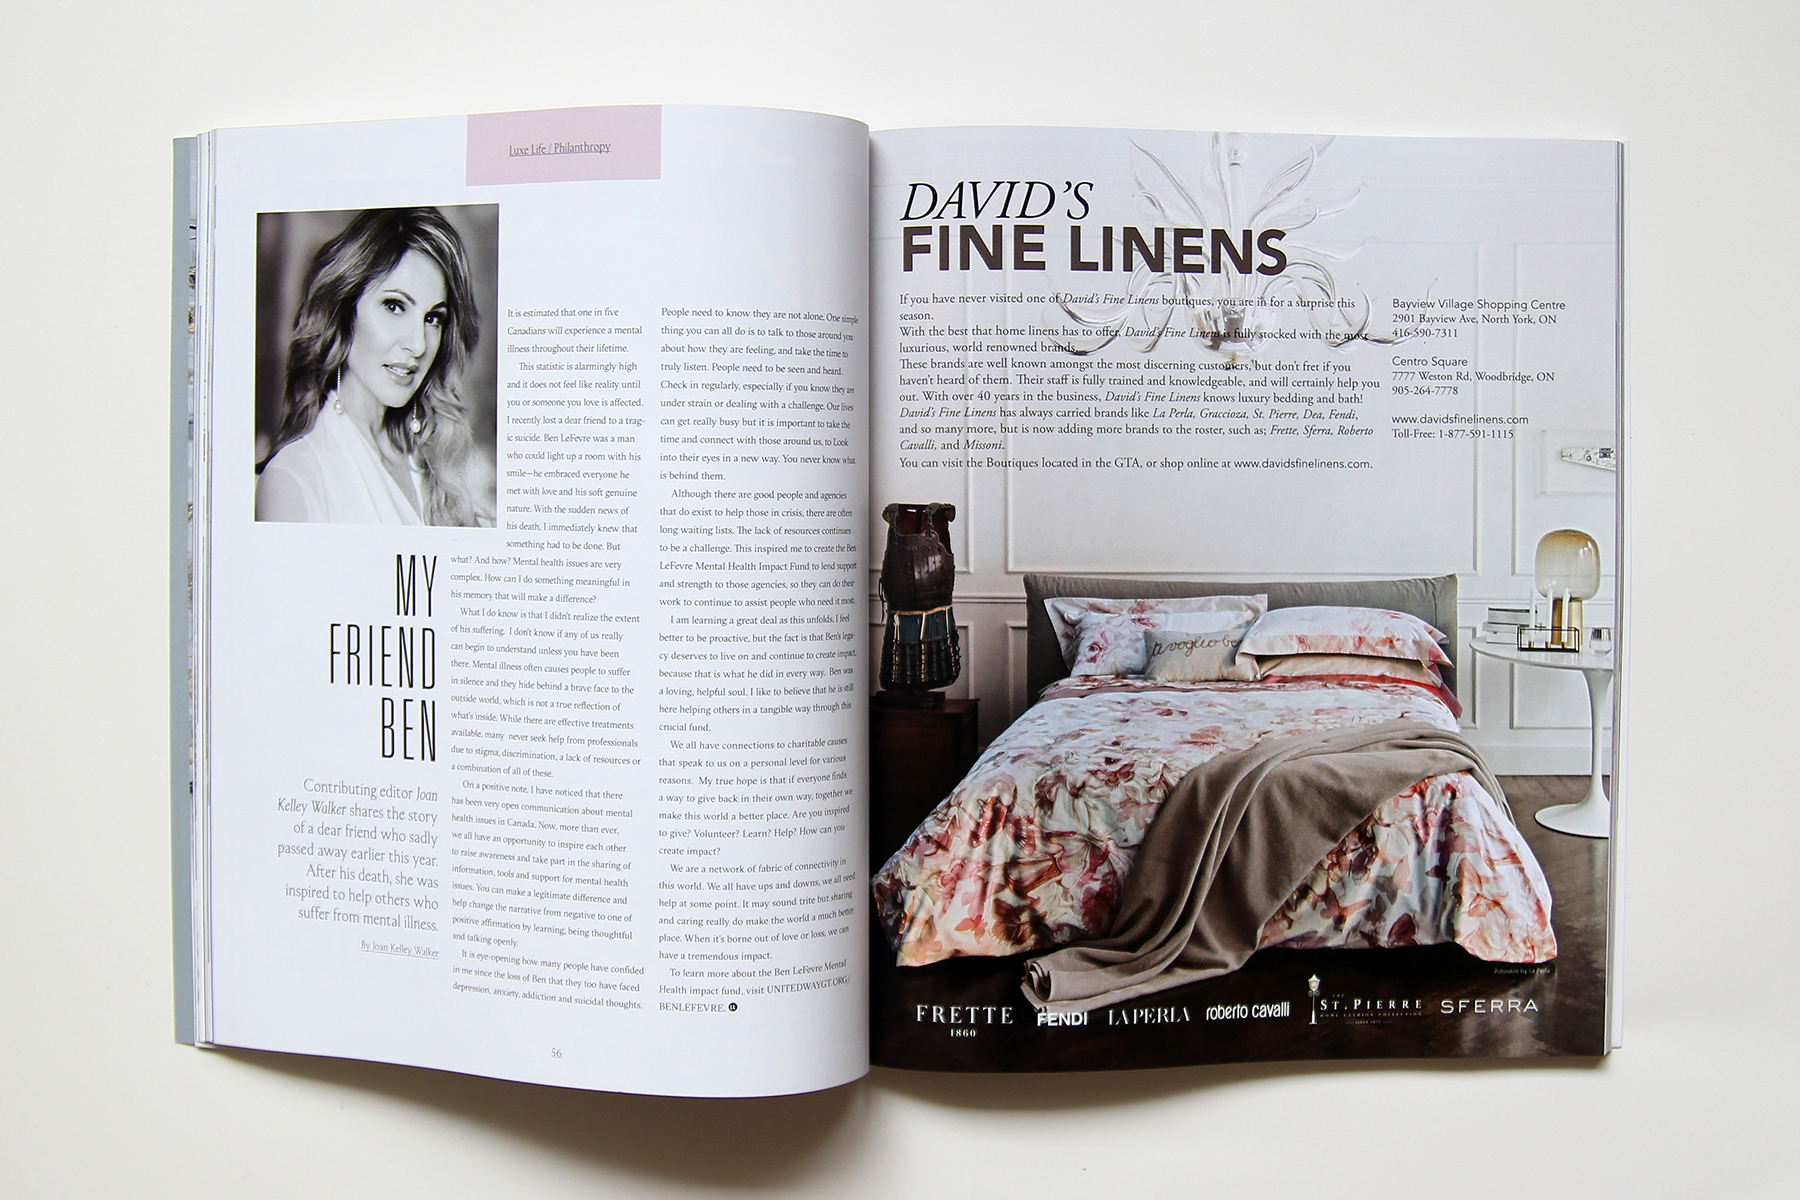 Luxe Life / Philanthropy
MY
FRIEND
BEN
Contributing editor Joan
Kelley Walker shares the story
of a dear friend who sadly
passed away earlier this year.
After his death, she was
inspired to help others who
suffer from mental illness.
By Joan Kelley Walker
It is estimated that one in five
Canadians will experience a mental
illness throughout their lifetime.
This statistic is alarmingly high
and it does not feel like reality until
you or someone you love is affected.
I recently lost a dear friend to a trag-
ic suicide. Ben LeFevre was a man
who could light up a room with his
smile—he embraced everyone he
met with love and his soft genuine
nature. With the sudden news of
his death, I immediately knew that
something had to be done. But
what? And how? Mental health issues are very
complex. How can I do something meaningful in
his memory that will make a difference?
What I do know is that I didn't realize the extent
of his suffering. I don't know if any of us really
can begin to understand unless you have been
there. Mental illness often causes people to suffer
in silence and they hide behind a brave face to the
outside world, which is not a true reflection of
what's inside. While there are effective treatments
available, many never seek help from professionals
due to stigma, discrimination, a lack of resources or
a combination of all of these.
On a positive note, I have noticed that there
has been very open communication about mental
health issues in Canada. Now, more than ever,
we all have an opportunity to inspire each other
to raise awareness and take part in the sharing of
information, tools and support for mental health
issues. You can make a legitimate difference and
help change the narrative from negative to one of
positive affirmation by learning, being thoughtful
and talking openly.
It is eye-opening how many people have confided
in me since the loss of Ben that they too have faced
depression, anxiety, addiction and suicidal thoughts.
People need to know they are not alone. One simple
thing you can all do is to talk to those around you
about how they are feeling, and take the time to
truly listen. People need to be seen and heard.
Check in regularly, especially if you know they are
under strain or dealing with a challenge. Our lives
can get really busy but it is important to take the
time and connect with those around us, to Look
into their eyes in a new way. You never know what
is behind them.
Although there are good people and agencies
that do exist to help those in crisis, there are often
long waiting lists. The lack of resources continues
to be a challenge. This inspired me to create the Ben
LeFevre Mental Health Impact Fund to lend support
and strength to those agencies, so they can do their
work to continue to assist people who need it most.
I am learning a great deal as this unfolds. I feel
better to be proactive, but the fact is that Ben's lega-
cy deserves to live on and continue to create impact,
because that is what he did in every way. Ben was
a loving, helpful soul. I like to believe that he is still
here helping others in a tangible way through this
crucial fund.
We all have connections to charitable causes
that speak to us on a personal level for various
reasons. My true hope is that if everyone finds
a way to give back in their own way, together we
make this world a better place. Are you inspired
to give? Volunteer? Learn? Help? How can you
create impact?
We are a network of fabric of connectivity in
this world. We all have ups and downs, we all need
help at some point. It may sound trite but sharing
and caring really do make the world a much better
place. When it's borne out of love or loss, we can
have a tremendous impact.
To learn more about the Ben LeFevre Mental
Health impact fund, visit UNITEDWAYGT.ORG/
BENLEFEVRE.
56
DAVID'S
FINE LINENS
If you have never visited one of David's Fine Linens boutiques, you are in for a surprise this
season.
With the best that home linens has to offer, David's Fine Linens is fully stocked with the most
luxurious, world renowned brands.
These brands are well known amongst the most discerning customers, but don't fret if you
haven't heard of them. Their staff is fully trained and knowledgeable, and will certainly help you
out. With over 40 years in the business, David's Fine Linens knows luxury bedding and bath!
David's Fine Linens has always carried brands like La Perla, Graccioza, St. Pierre, Dea, Fendi,
and so many more, but is now adding more brands to the roster, such as; Frette, Sferra, Roberto
Cavalli, and Missoni.
You can visit the Boutiques located in the GTA, or shop online at www.davidsfinelinens.com.
Bayview Village Shopping Centre
2901 Bayview Ave, North York, ON
416-590-7311
Centro Square
7777 Weston Rd, Woodbridge, ON
905-264-7778
www.davidsfinelinens.com
Toll-Free: 1-877-591-1115
ti voglio be
Adorable by La Perla
FRETTE
1860
FENDI
LA PERLA
roberto cavalli
THE
ST. PIERRE
HOME FASHION COLLECTION
SFERRA